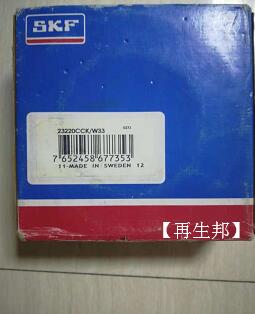 SKF
23220CCK/W33
7 652458 677353
11-MADE IN SWEDEN 12
【再生邦】